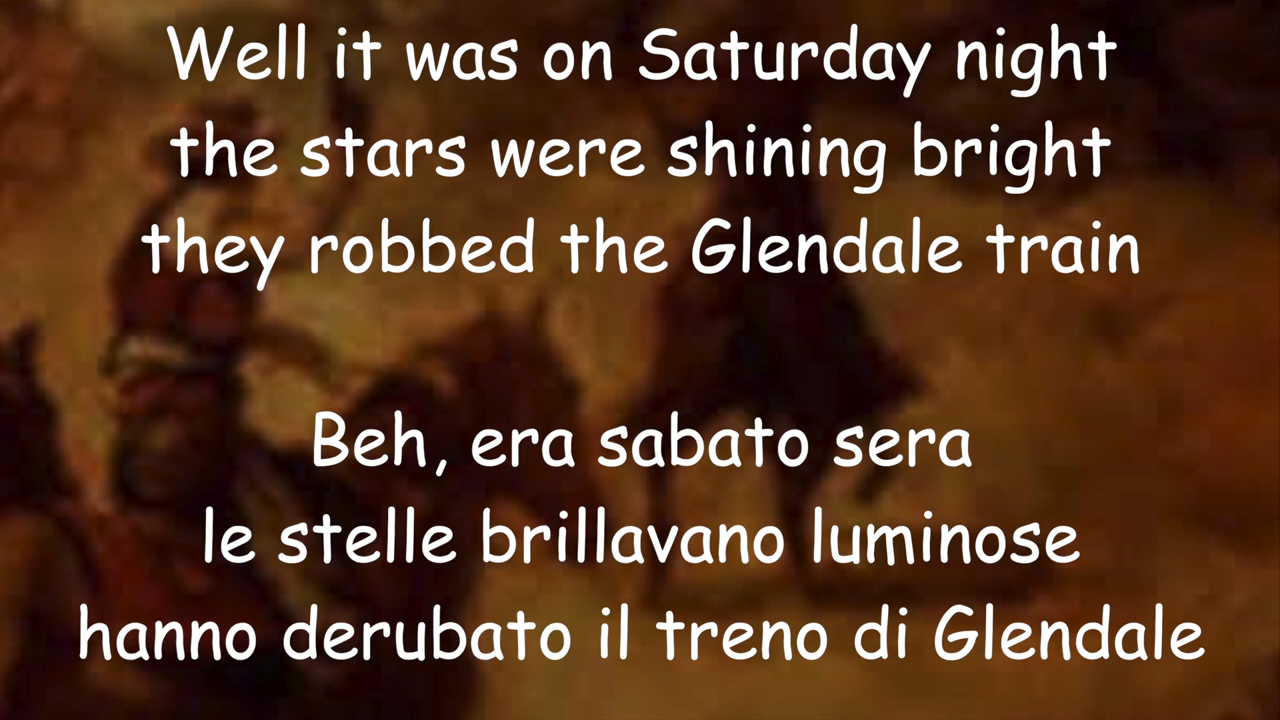 Well it was on Saturday night
the stars were shining bright
they robbed the Glendale train
Beh, era sabato sera
le stelle brillavano luminose
hanno derubato il treno di Glendale